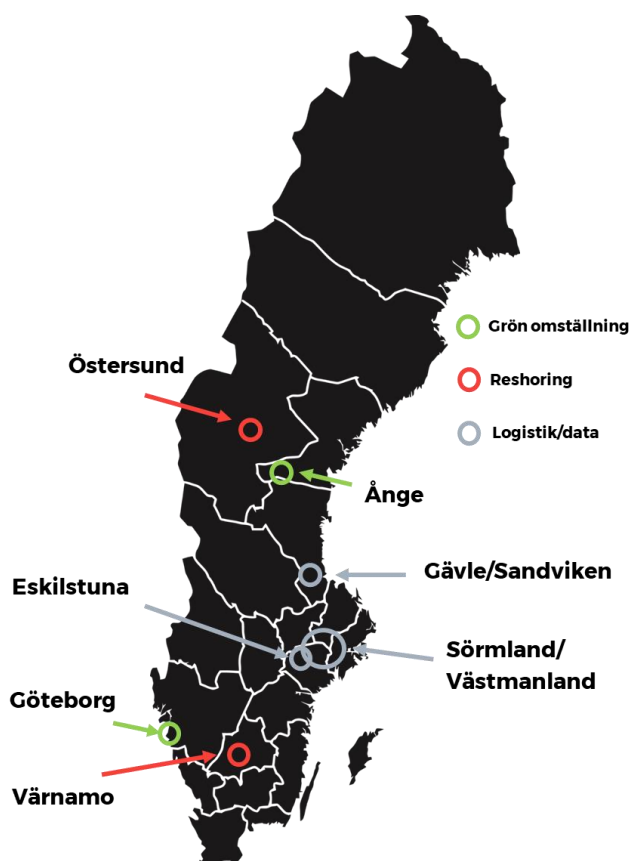 Grön omställning
Östersund
Reshoring
Logistik/data
Ånge
Gävle/Sandviken
Eskilstuna
Sörmland/
Västmanland
Göteborg
Värnamo